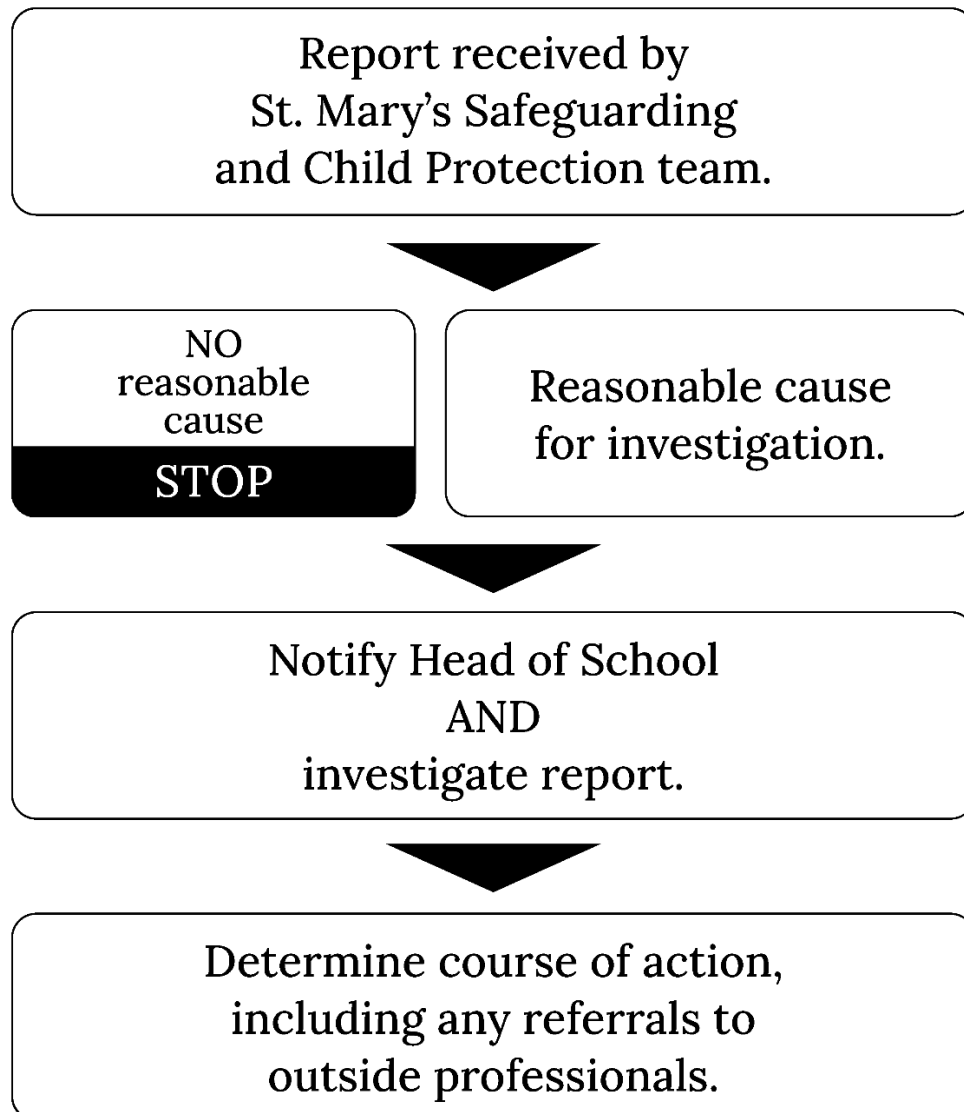 Report received by
St. Mary's Safeguarding
and Child Protection team.
NO
reasonable
cause
STOP
Reasonable cause
for investigation.
Notify Head of School
AND
investigate report.
Determine course of action,
including any referrals to
outside professionals.